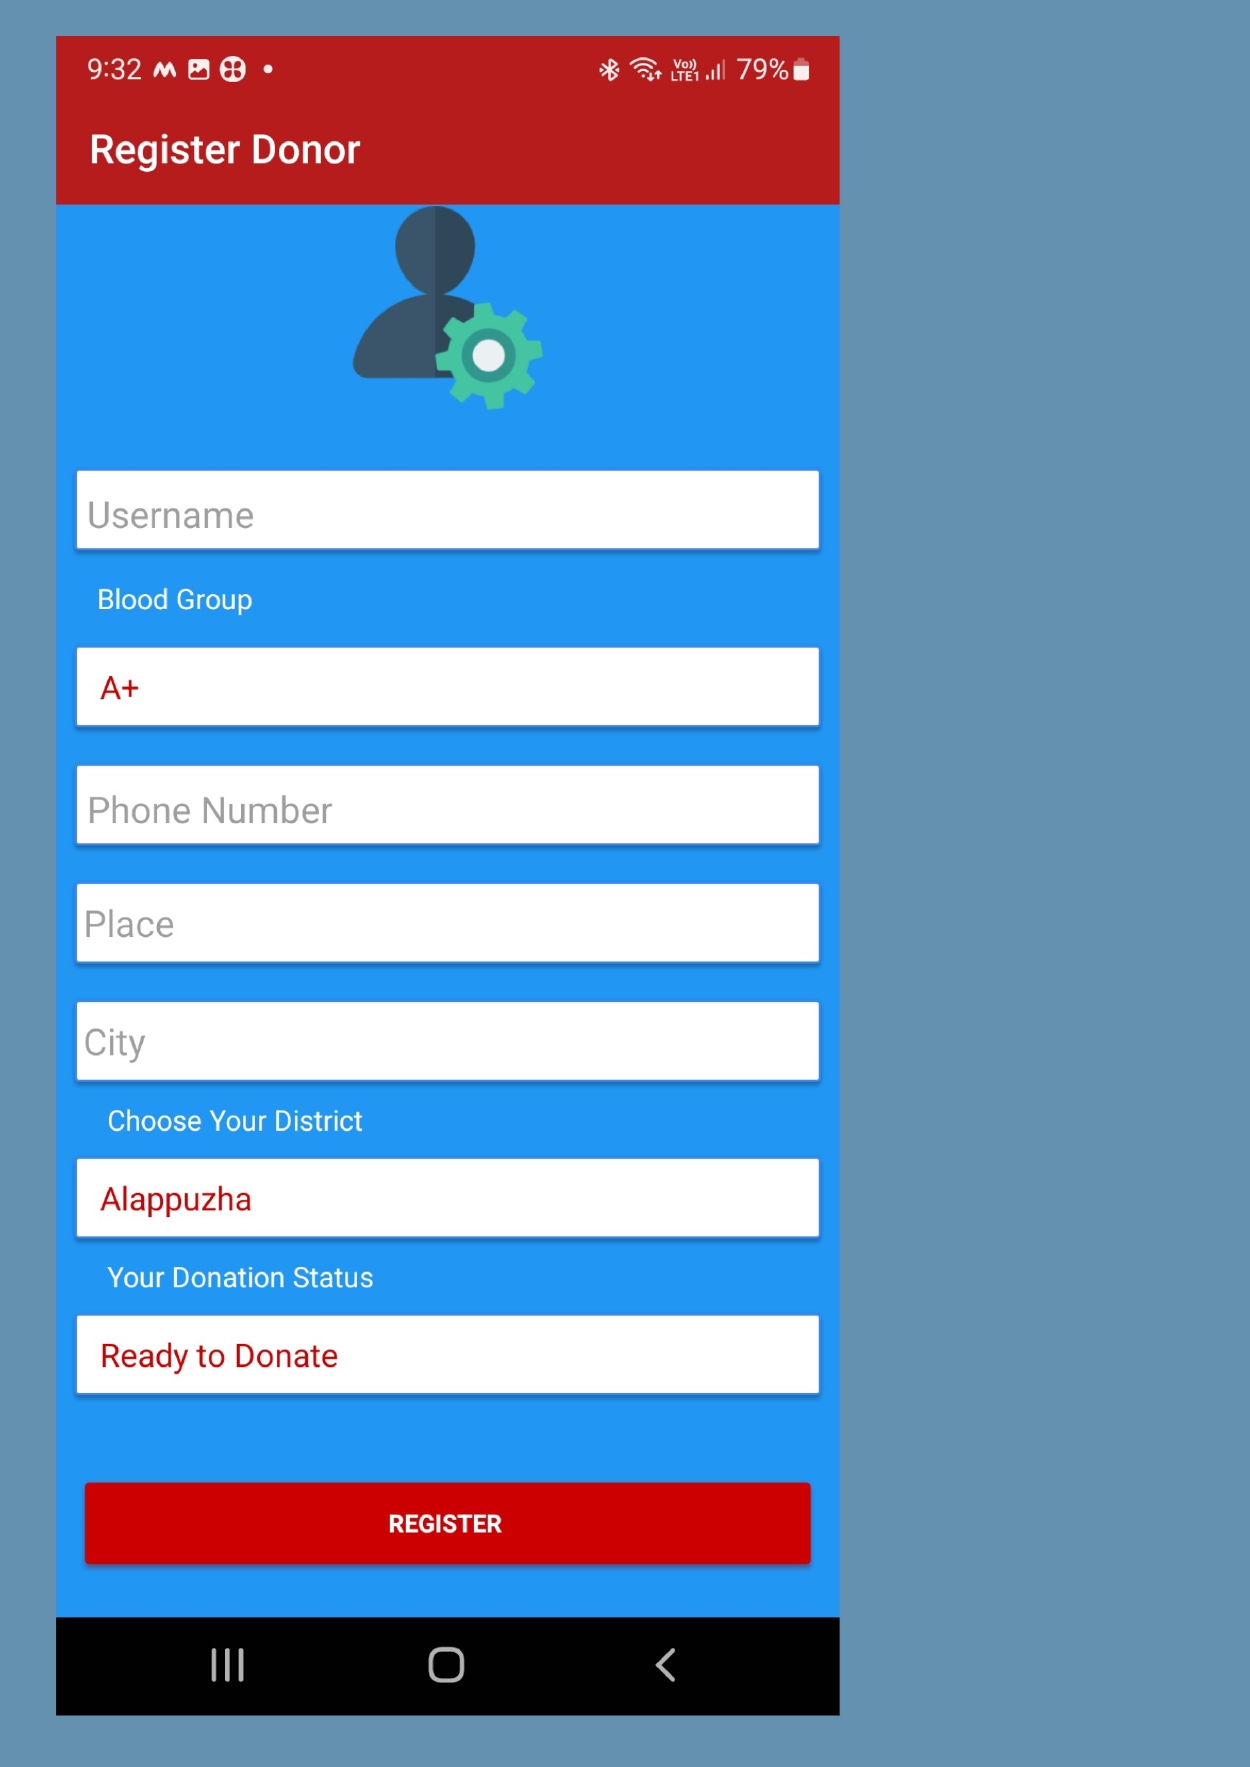 9:32 Vo)) LTE1 79%
Register Donor
Username
Blood Group
A+
Phone Number
Place
City
Choose Your District
Alappuzha
Your Donation Status
Ready to Donate
REGISTER